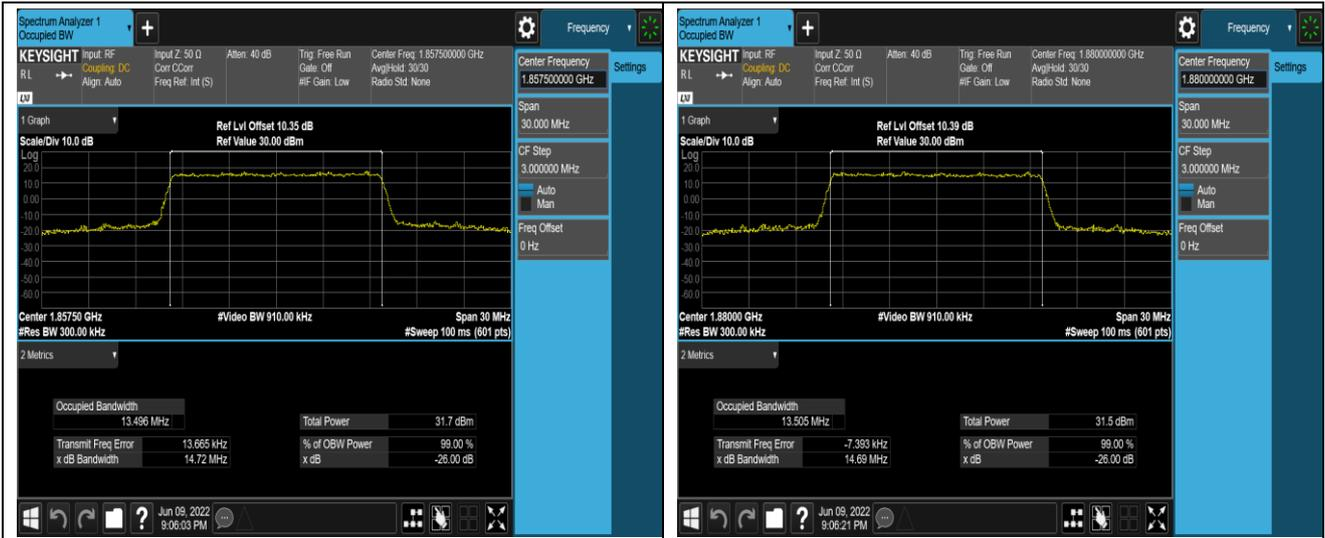 Spectrum Analyzer 1
Occupied BW
+
Frequency
KEYSIGHT
RL
LXI
Input: RF
Coupling: DC
Align: Auto
Input Z: 50 Ω
Corr CCorr
Freq Ref: Int (S)
Atten: 40 dB
Trig: Free Run
Gate: Off
#IF Gain: Low
Center Freq: 1.857500000 GHz
Avg|Hold: 30/30
Radio Std: None
Center Frequency
1.857500000 GHz
Settings
Span
30.000 MHz
CF Step
3.000000 MHz
Auto
Man
Freq Offset
0 Hz
1 Graph
Ref Lvl Offset 10.35 dB
Scale/Div 10.0 dB
Ref Value 30.00 dBm
Log
20.0
10.0
0.00
-10.0
-20.0
-30.0
-40.0
-50.0
-60.0
Center 1.85750 GHz
#Video BW 910.00 kHz
Span 30 MHz
#Res BW 300.00 kHz
#Sweep 100 ms (601 pts)
2 Metrics
Occupied Bandwidth
13.496 MHz
Total Power 31.7 dBm
Transmit Freq Error 13.665 kHz
% of OBW Power 99.00 %
x dB Bandwidth 14.72 MHz
x dB -26.00 dB
?
Jun 09, 2022
9:06:03 PM
Spectrum Analyzer 1
Occupied BW
+
Frequency
KEYSIGHT
RL
LXI
Input: RF
Coupling: DC
Align: Auto
Input Z: 50 Ω
Corr CCorr
Freq Ref: Int (S)
Atten: 40 dB
Trig: Free Run
Gate: Off
#IF Gain: Low
Center Freq: 1.880000000 GHz
Avg|Hold: 30/30
Radio Std: None
Center Frequency
1.880000000 GHz
Settings
Span
30.000 MHz
CF Step
3.000000 MHz
Auto
Man
Freq Offset
0 Hz
1 Graph
Ref Lvl Offset 10.39 dB
Scale/Div 10.0 dB
Ref Value 30.00 dBm
Log
20.0
10.0
0.00
-10.0
-20.0
-30.0
-40.0
-50.0
-60.0
Center 1.88000 GHz
#Video BW 910.00 kHz
Span 30 MHz
#Res BW 300.00 kHz
#Sweep 100 ms (601 pts)
2 Metrics
Occupied Bandwidth
13.505 MHz
Total Power 31.5 dBm
Transmit Freq Error -7.393 kHz
% of OBW Power 99.00 %
x dB Bandwidth 14.69 MHz
x dB -26.00 dB
?
Jun 09, 2022
9:06:21 PM